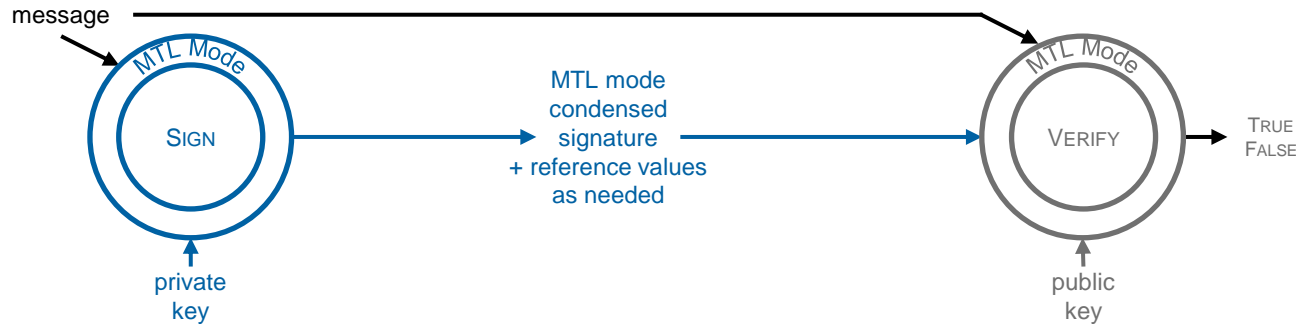 message
MTL Mode
SIGN
private
key
MTL mode
condensed
signature
+ reference values
as needed
MTL Mode
VERIFY
public
key
TRUE
FALSE